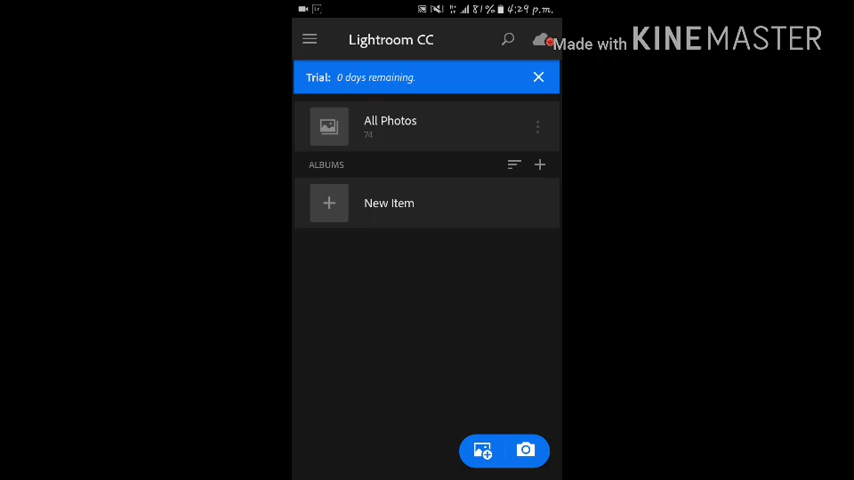 81% 4:29 p.m.
Lightroom CC
Made with KINEMASTER
Trial: 0 days remaining.
All Photos
74
ALBUMS
New Item